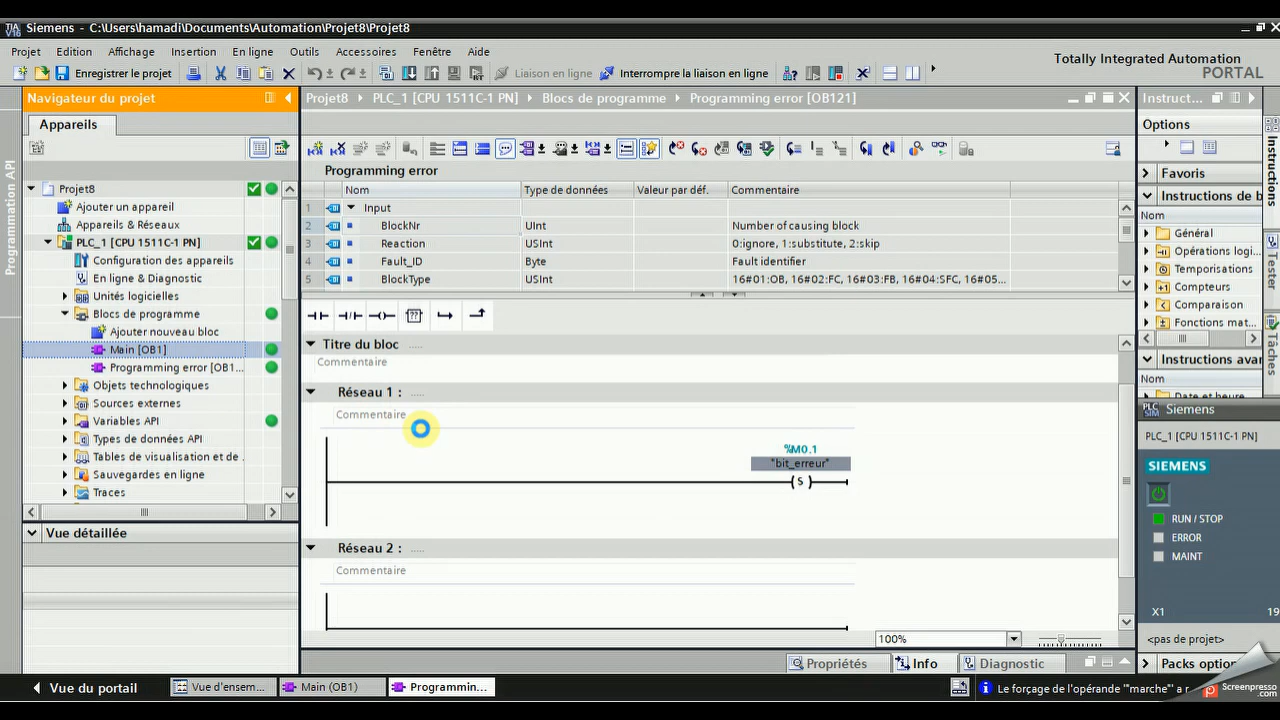 TIA V16 Siemens - C:\Users\hamadi\Documents\Automation\Projet8\Projet8
Projet Edition Affichage Insertion En ligne Outils Accessoires Fenêtre Aide
Enregistrer le projet Liaison en ligne Interrompre la liaison en ligne
Totally Integrated Automation
PORTAL
Navigateur du projet
Projet8 PLC_1 [CPU 1511C-1 PN] Blocs de programme Programming error [OB121]
Instruct...
Appareils
Options
Programmation API
Programming error
Nom Type de données Valeur par déf. Commentaire
1 Input
2 BlockNr UInt Number of causing block
3 Reaction USInt 0:ignore, 1:substitute, 2:skip
4 Fault_ID Byte Fault identifier
5 BlockType USInt 16#01:OB, 16#02:FC, 16#03:FB, 16#04:SFC, 16#05...
Projet8
Ajouter un appareil
Appareils & Réseaux
PLC_1 [CPU 1511C-1 PN]
Configuration des appareils
En ligne & Diagnostic
Unités logicielles
Blocs de programme
Ajouter nouveau bloc
Main [OB1]
Programming error [OB1...
Objets technologiques
Sources externes
Variables API
Types de données API
Tables de visualisation et de
Sauvegardes en ligne
Traces
Vue détaillée
??
Titre du bloc .....
Commentaire
Réseau 1 : .....
Commentaire
%M0.1
"bit_erreur"
S
Réseau 2 : .....
Commentaire
100%
Favoris
Instructions de b
Nom
Général
Opérations logi...
Temporisations
Compteurs
Comparaison
Fonctions mat...
Instructions avan
Nom
Date et heure
Instructions
Tester
Tâches
PLC SIM Siemens
PLC_1 [CPU 1511C-1 PN]
SIEMENS
RUN / STOP
ERROR
MAINT
X1 19
<pas de projet>
Packs option
Propriétés Info Diagnostic
Vue du portail Vue d'ensem... Main (OB1) Programmin...
Le forçage de l'opérande "marche" a r
Screenpresso
.com